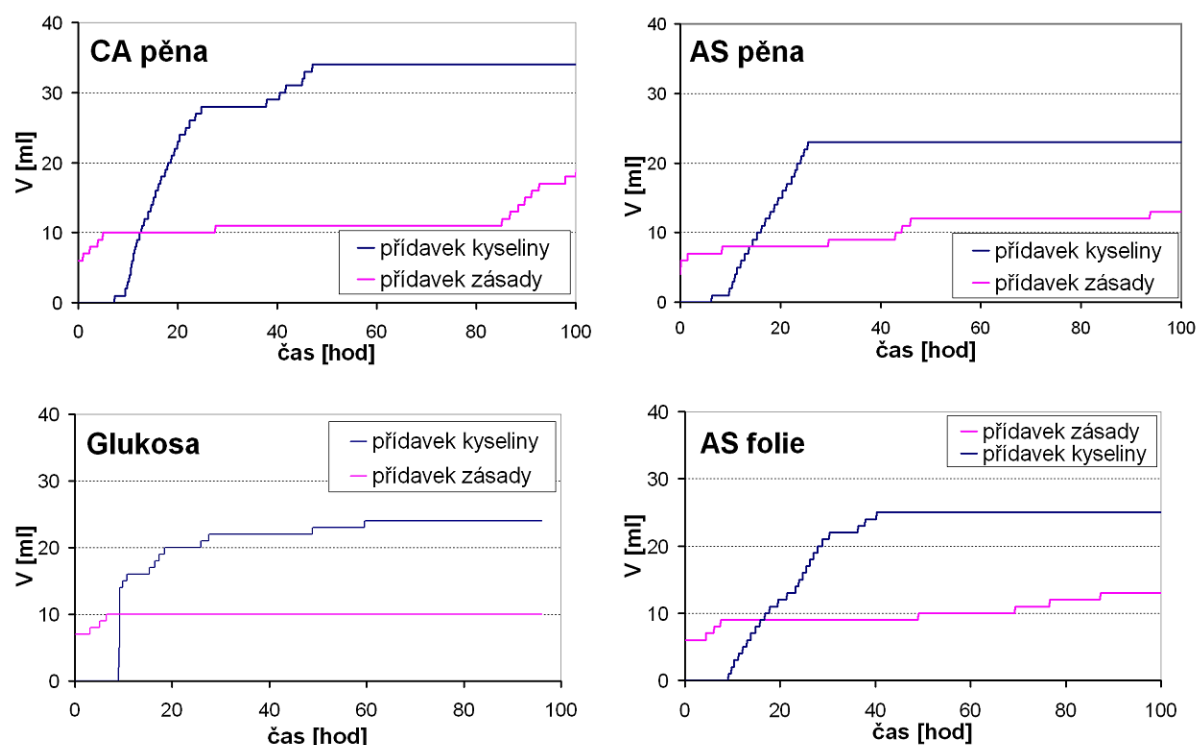 CA pěna
V [ml]
40
30
20
10
0
přídavek kyseliny
přídavek zásady
0 20 40 60 80 100
čas [hod]
AS pěna
V [ml]
40
30
20
10
0
přídavek kyseliny
přídavek zásady
0 20 40 60 80 100
čas [hod]
Glukosa
V [ml]
40
30
20
10
0
přídavek kyseliny
přídavek zásady
0 20 40 60 80 100
čas [hod]
AS folie
V [ml]
40
30
20
10
0
přídavek zásady
přídavek kyseliny
0 20 40 60 80 100
čas [hod]